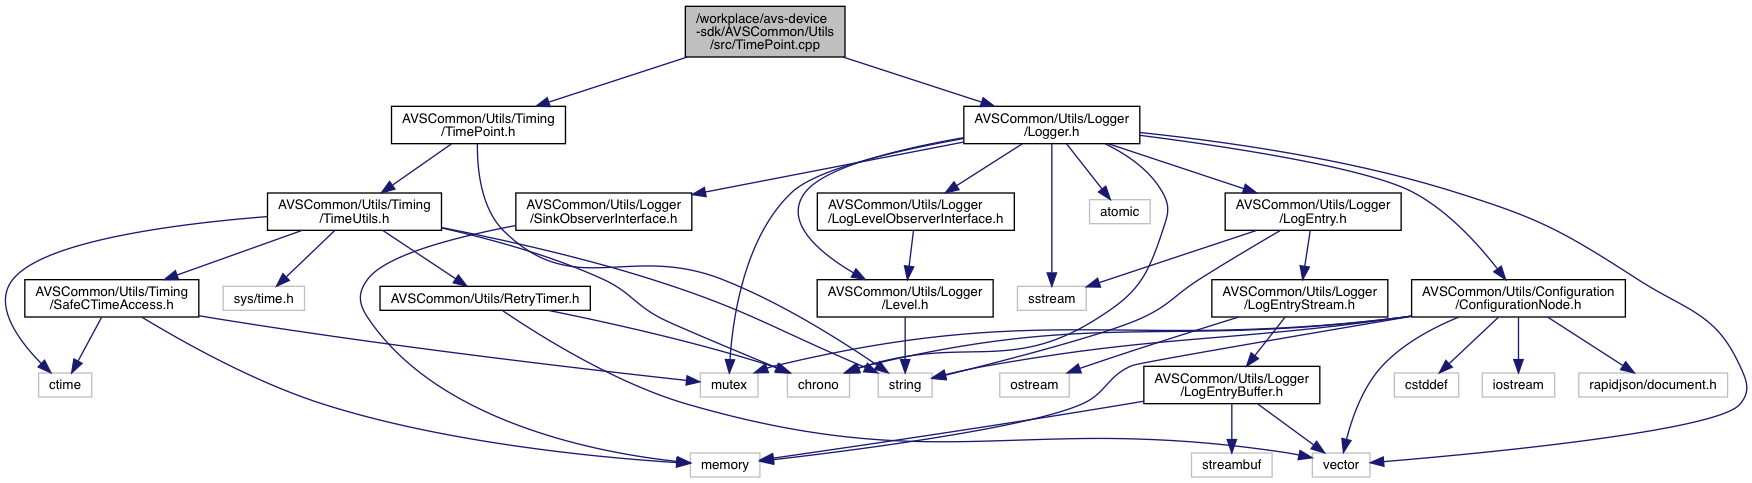 /workplace/avs-device
-sdk/AVSCommon/Utils
/src/TimePoint.cpp
AVSCommon/Utils/Timing
/TimePoint.h
AVSCommon/Utils/Logger
/Logger.h
AVSCommon/Utils/Timing
/TimeUtils.h
AVSCommon/Utils/Logger
/SinkObserverInterface.h
AVSCommon/Utils/Logger
/LogLevelObserverInterface.h
atomic
AVSCommon/Utils/Logger
/LogEntry.h
AVSCommon/Utils/Timing
/SafeCTimeAccess.h
sys/time.h
AVSCommon/Utils/RetryTimer.h
AVSCommon/Utils/Logger
/Level.h
sstream
AVSCommon/Utils/Logger
/LogEntryStream.h
AVSCommon/Utils/Configuration
/ConfigurationNode.h
ctime
mutex
chrono
string
ostream
AVSCommon/Utils/Logger
/LogEntryBuffer.h
cstddef
iostream
rapidjson/document.h
memory
streambuf
vector